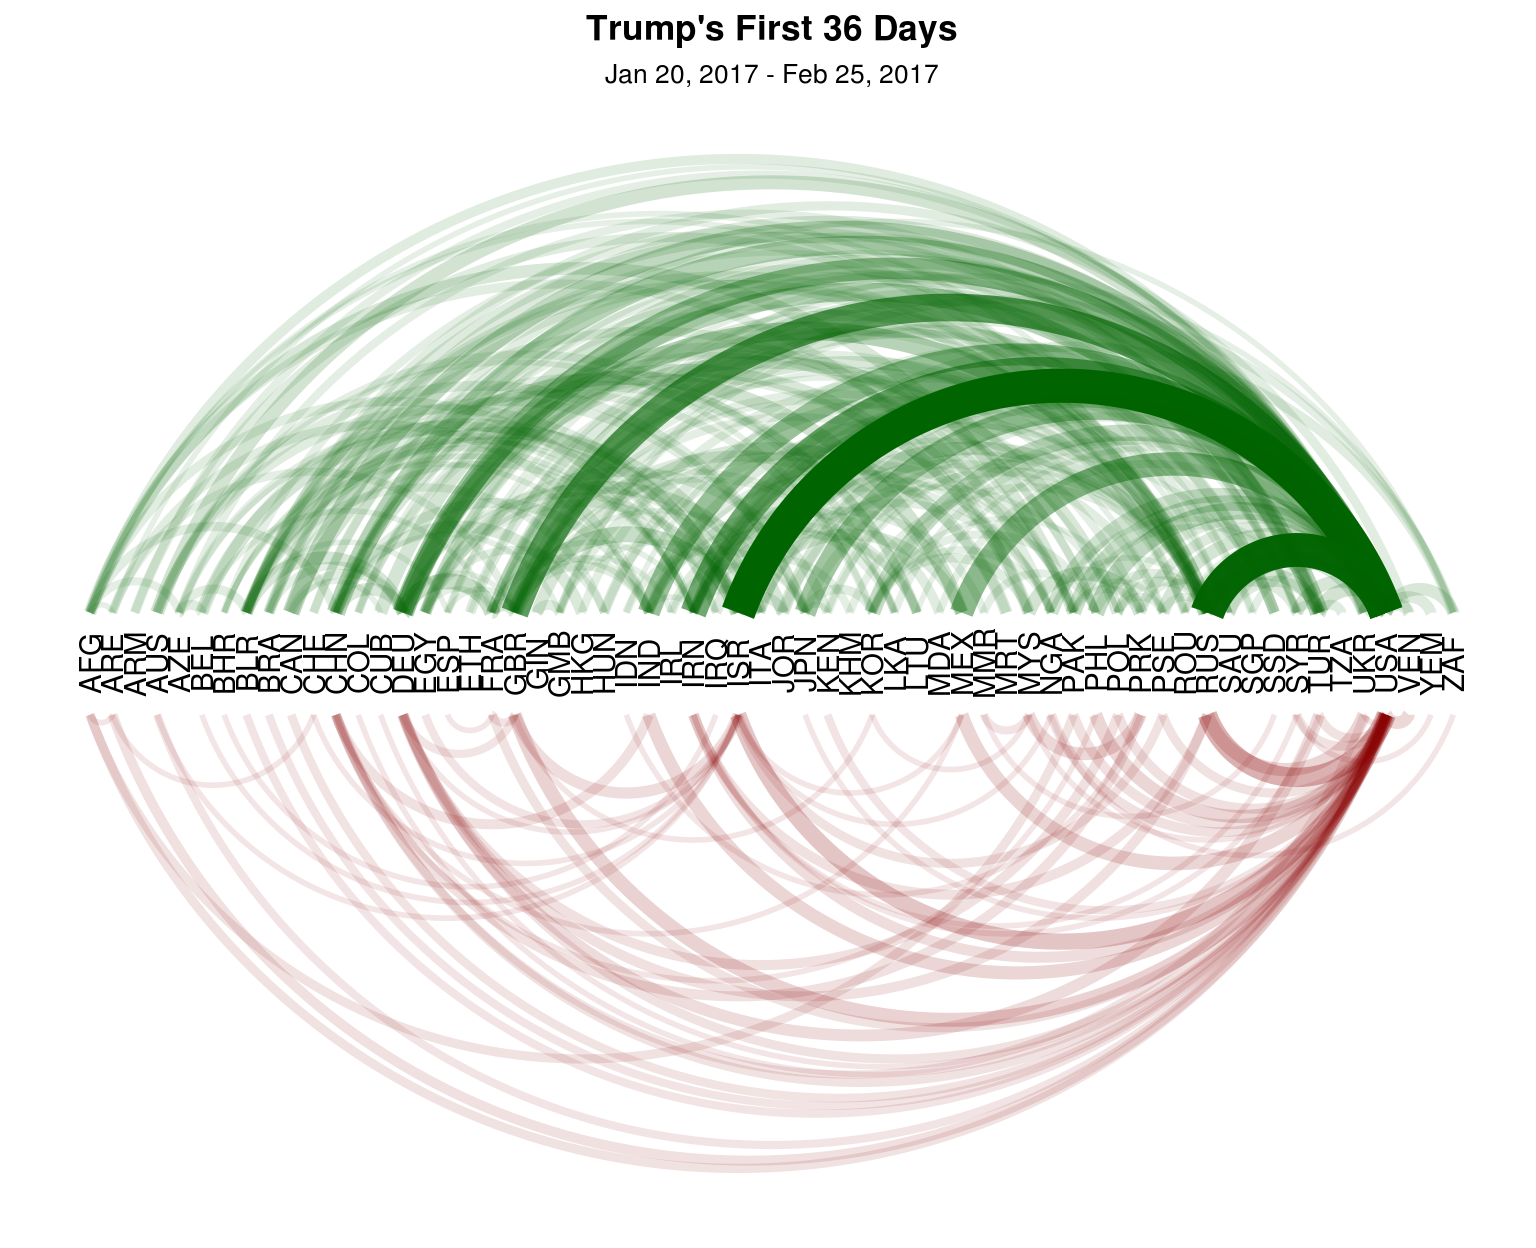 Trump's First 36 Days
Jan 20, 2017 - Feb 25, 2017
AFG
ARE
ARM
AUS
AZE
BEL
BHR
BLR
BRA
CAN
CHE
CHN
COL
CUB
DEU
EGY
ESP
ETH
FRA
GBR
GIN
GMB
HKG
HUN
IDN
IND
IRL
IRN
IRQ
ISR
ITA
JOR
JPN
KEN
KHM
KOR
LKA
LTU
MDA
MEX
MMR
MRT
MYS
NGA
PAK
PHL
POL
PRK
PSE
ROU
RUS
SAU
SGP
SSD
SYR
TUR
TZA
UKR
USA
VEN
YEM
ZAF